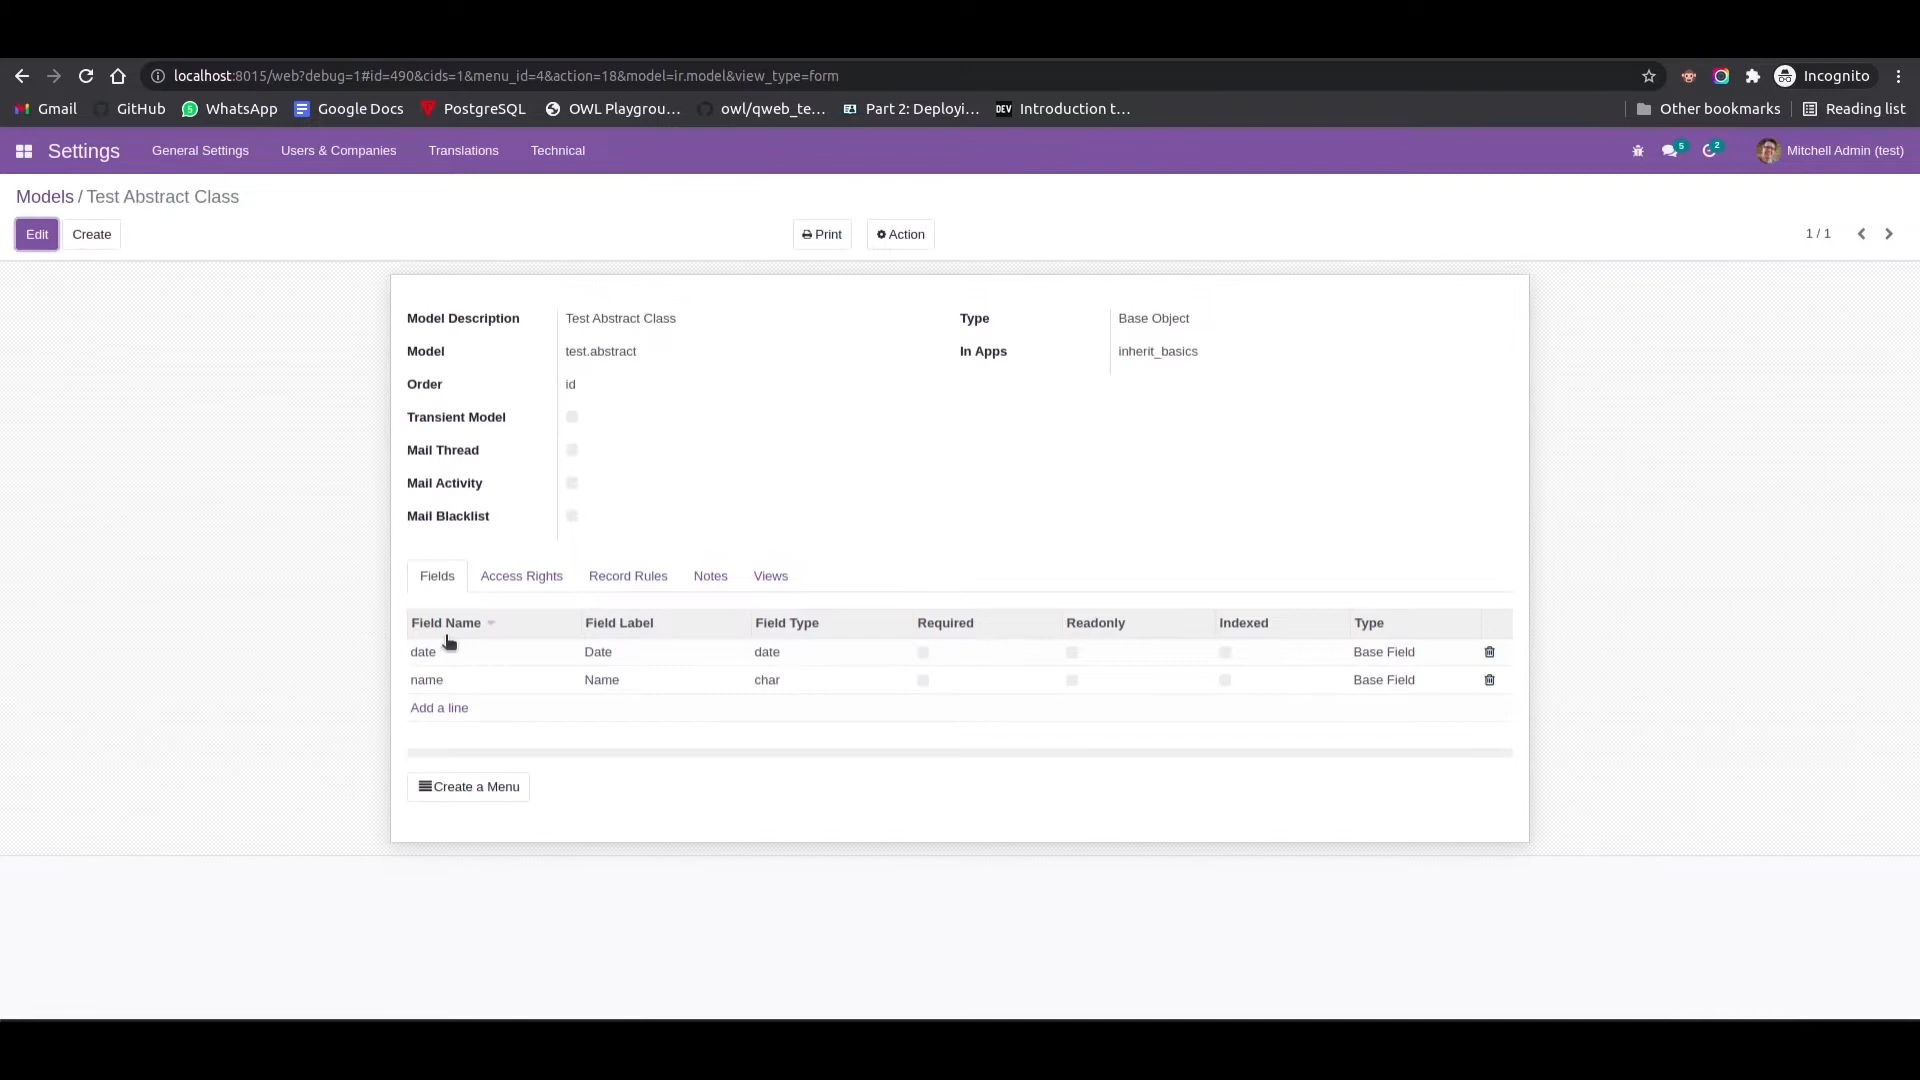 localhost:8015/web?debug=1#id=490&cids=1&menu_id=4&action=18&model=ir.model&view_type=form
Incognito
Gmail GitHub WhatsApp Google Docs PostgreSQL OWL Playgrou... owl/qweb_te... Part 2: Deployi... DEV Introduction t... Other bookmarks Reading list
Settings General Settings Users & Companies Translations Technical 5 2 Mitchell Admin (test)
Models / Test Abstract Class
Edit Create Print Action 1 / 1
Model Description Test Abstract Class Type Base Object
Model test.abstract In Apps inherit_basics
Order id
Transient Model
Mail Thread
Mail Activity
Mail Blacklist
Fields Access Rights Record Rules Notes Views
Field Name Field Label Field Type Required Readonly Indexed Type
date Date date Base Field
name Name char Base Field
Add a line
Create a Menu